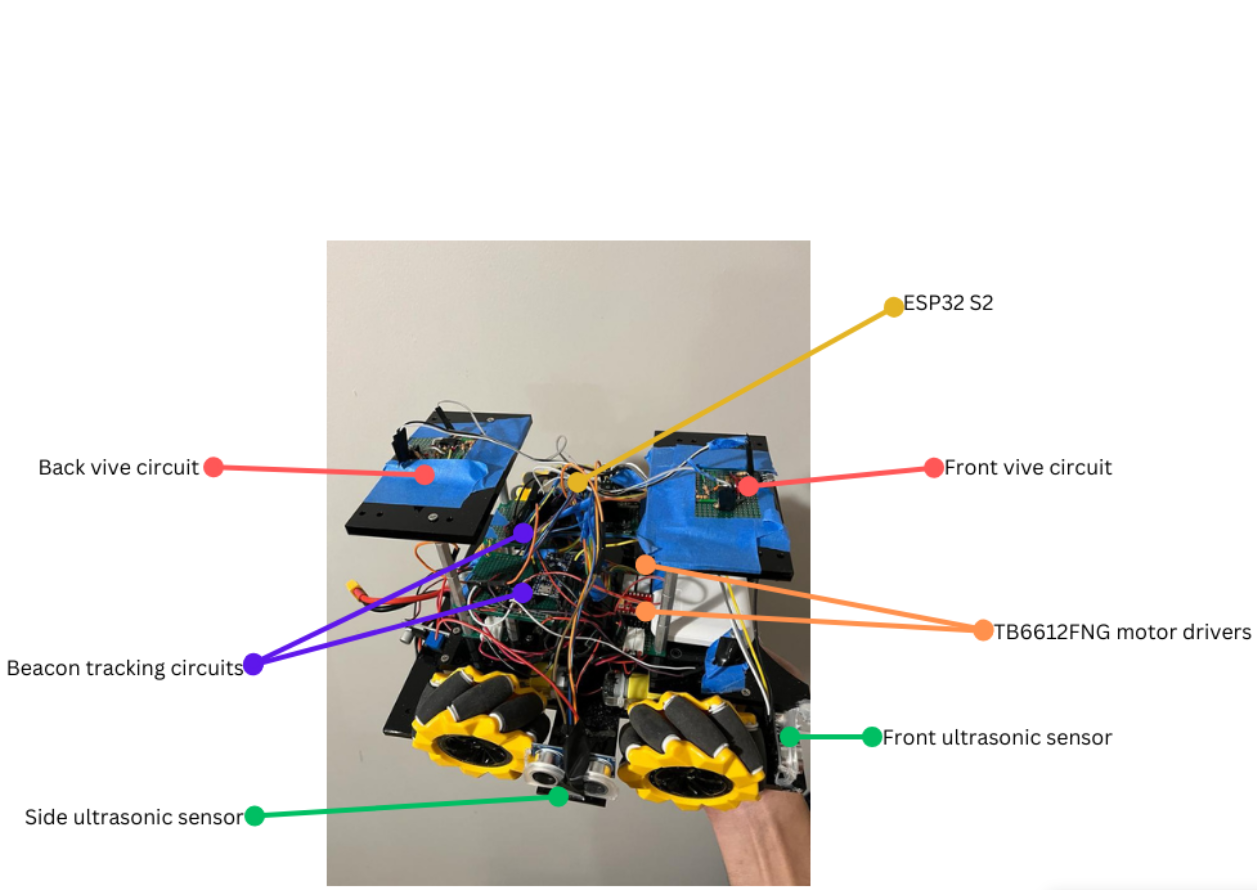 ESP32 S2
Back vive circuit
Front vive circuit
TB6612FNG motor drivers
Beacon tracking circuits
Front ultrasonic sensor
Side ultrasonic sensor